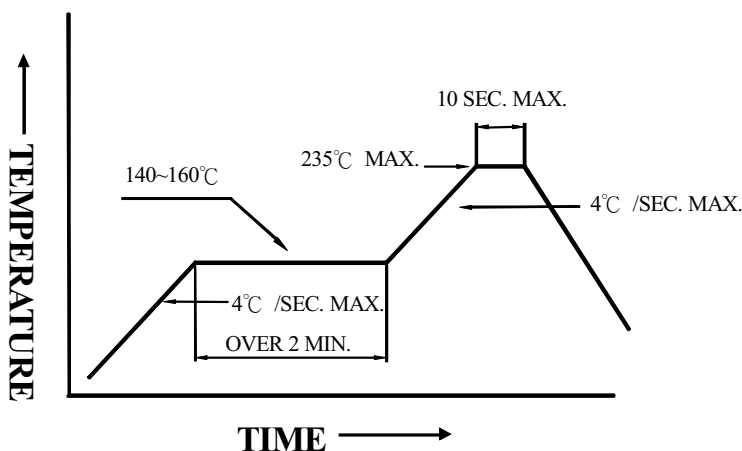 10 SEC. MAX.
235℃ MAX.
140~160℃
4℃ /SEC. MAX.
4℃ /SEC. MAX.
OVER 2 MIN.
TEMPERATURE
TIME